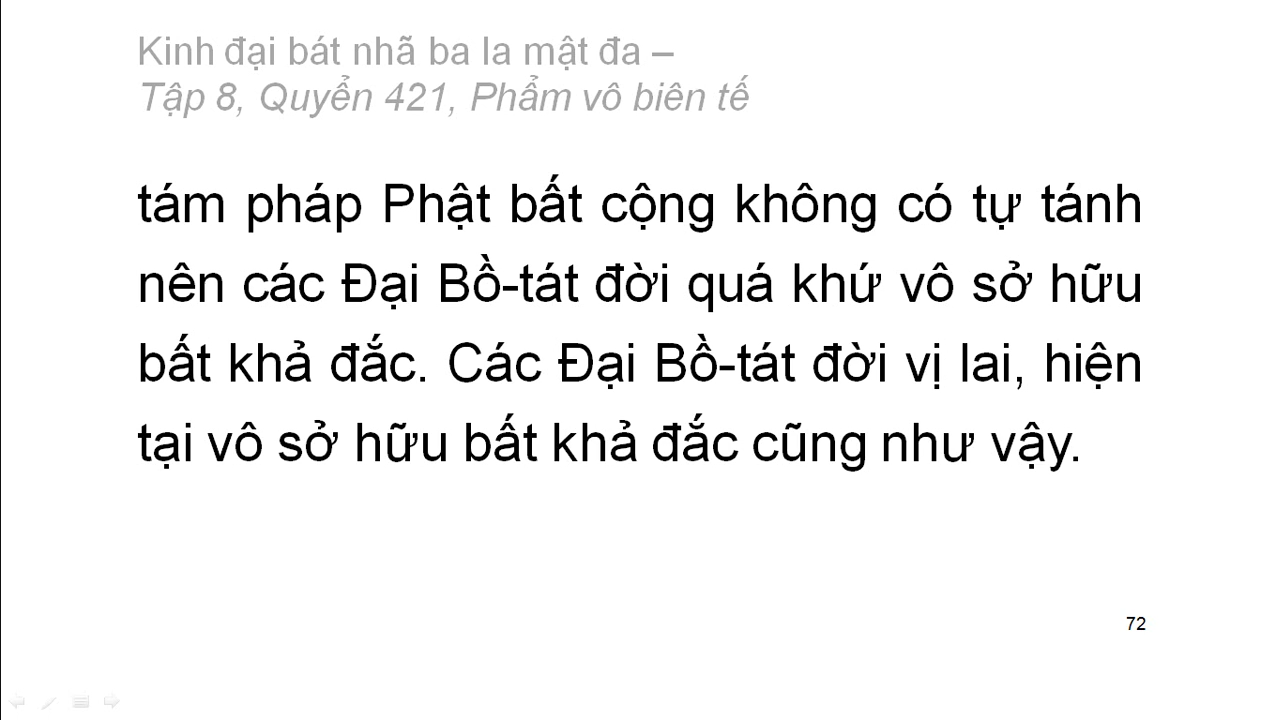 Kinh đại bát nhã ba la mật đa –
Tập 8, Quyển 421, Phẩm vô biên tế
tám pháp Phật bất cộng không có tự tánh
nên các Đại Bồ-tát đời quá khứ vô sở hữu
bất khả đắc. Các Đại Bồ-tát đời vị lai, hiện
tại vô sở hữu bất khả đắc cũng như vậy.
72